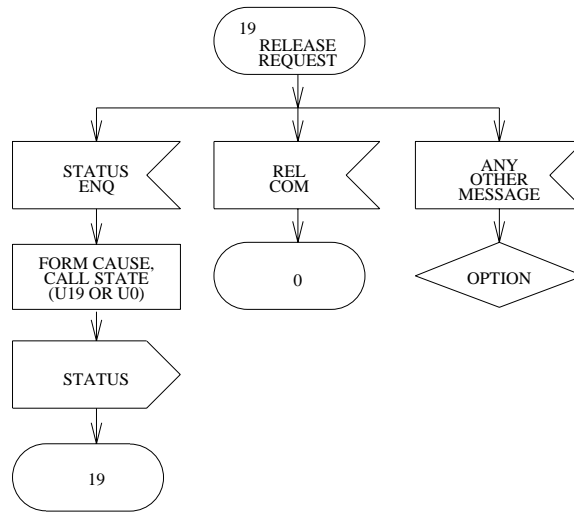 19
RELEASE
REQUEST
STATUS
ENQ
REL
COM
ANY
OTHER
MESSAGE
FORM CAUSE,
CALL STATE
(U19 OR U0)
0
OPTION
STATUS
19